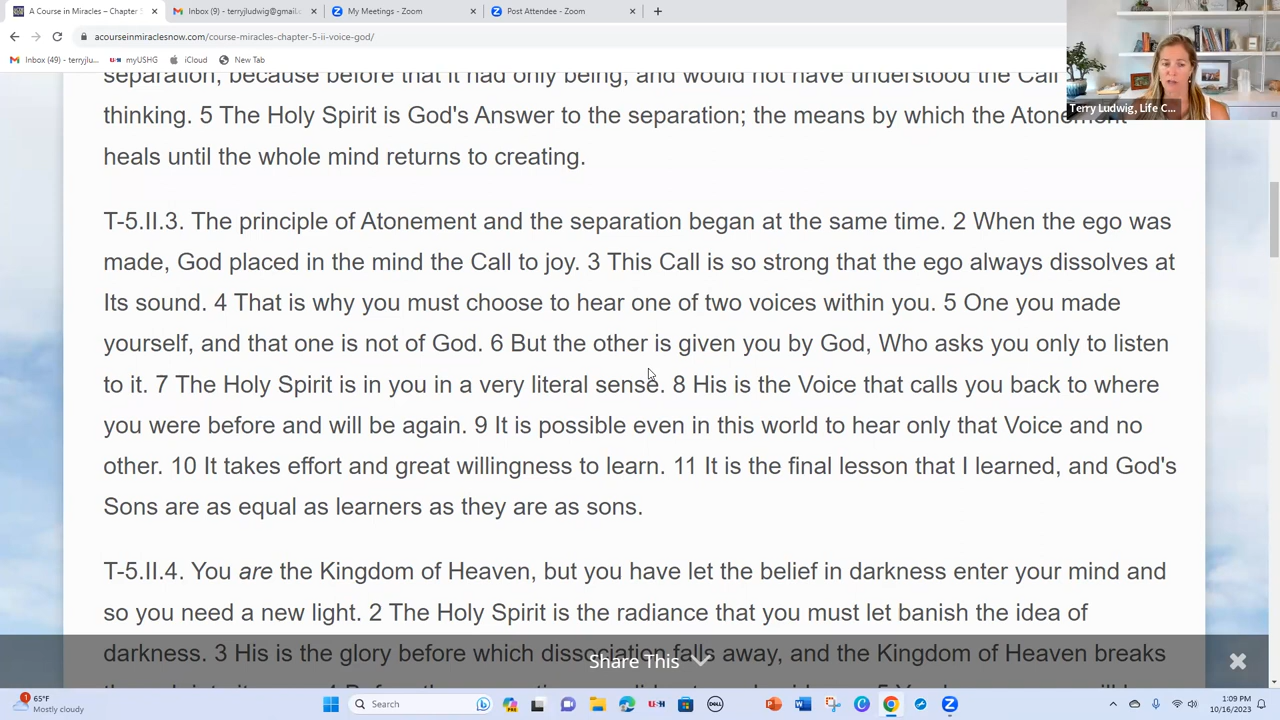 A Course in Miracles – Chapter 5
Inbox (9) - terryjludwig@gmail.c
My Meetings - Zoom
Post Attendee - Zoom
acourseinmiraclesnow.com/course-miracles-chapter-5-ii-voice-god/
Inbox (49) - terryjlu...
myUSHG
iCloud
New Tab
Terry Ludwig, Life C...
separation, because before that it had only being, and would not have understood the Call
thinking. 5 The Holy Spirit is God's Answer to the separation; the means by which the Atonement
heals until the whole mind returns to creating.
T-5.II.3. The principle of Atonement and the separation began at the same time. 2 When the ego was
made, God placed in the mind the Call to joy. 3 This Call is so strong that the ego always dissolves at
Its sound. 4 That is why you must choose to hear one of two voices within you. 5 One you made
yourself, and that one is not of God. 6 But the other is given you by God, Who asks you only to listen
to it. 7 The Holy Spirit is in you in a very literal sense. 8 His is the Voice that calls you back to where
you were before and will be again. 9 It is possible even in this world to hear only that Voice and no
other. 10 It takes effort and great willingness to learn. 11 It is the final lesson that I learned, and God's
Sons are as equal as learners as they are as sons.
T-5.II.4. You are the Kingdom of Heaven, but you have let the belief in darkness enter your mind and
so you need a new light. 2 The Holy Spirit is the radiance that you must let banish the idea of
darkness. 3 His is the glory before which dissociation falls away, and the Kingdom of Heaven breaks
Share This
65°F
Mostly cloudy
Search
1:09 PM
10/16/2023